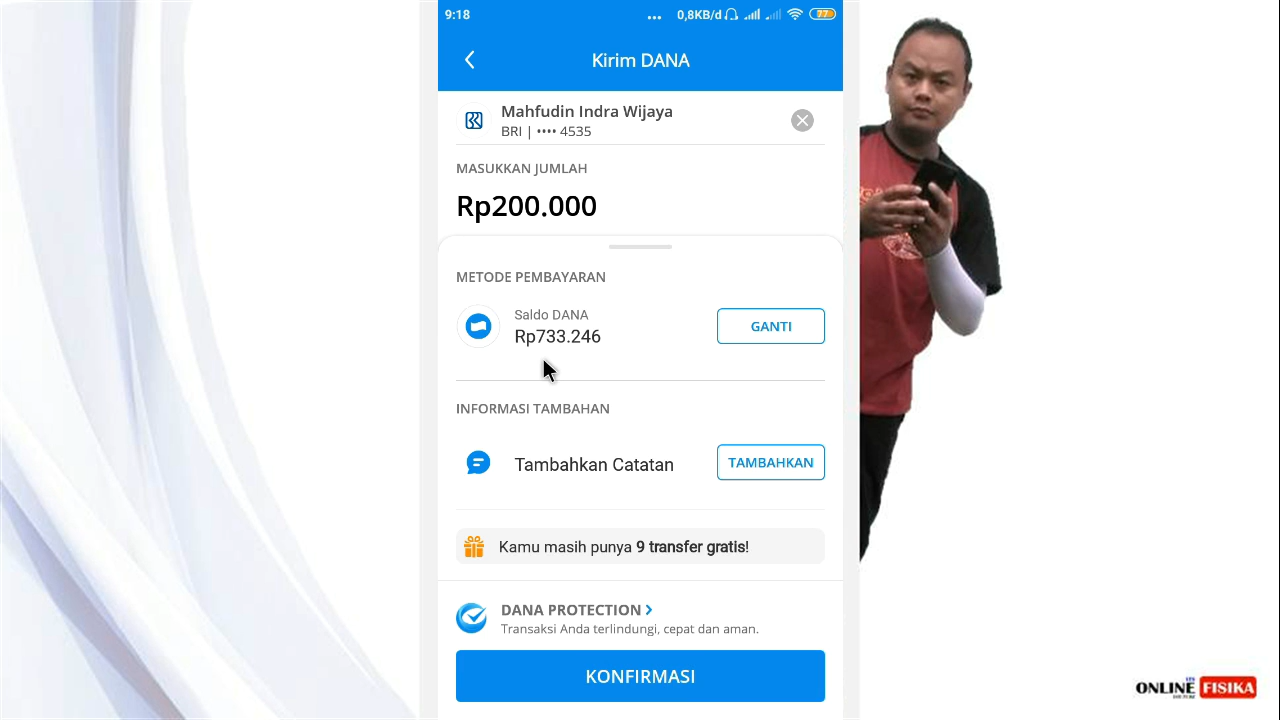 9:18 ... 0,8KB/d 77
Kirim DANA
Mahfudin Indra Wijaya
BRI | •••• 4535
MASUKKAN JUMLAH
Rp200.000
METODE PEMBAYARAN
Saldo DANA
Rp733.246
GANTI
INFORMASI TAMBAHAN
Tambahkan Catatan
TAMBAHKAN
Kamu masih punya 9 transfer gratis!
DANA PROTECTION
Transaksi Anda terlindungi, cepat dan aman.
KONFIRMASI
ONLINE FISIKA